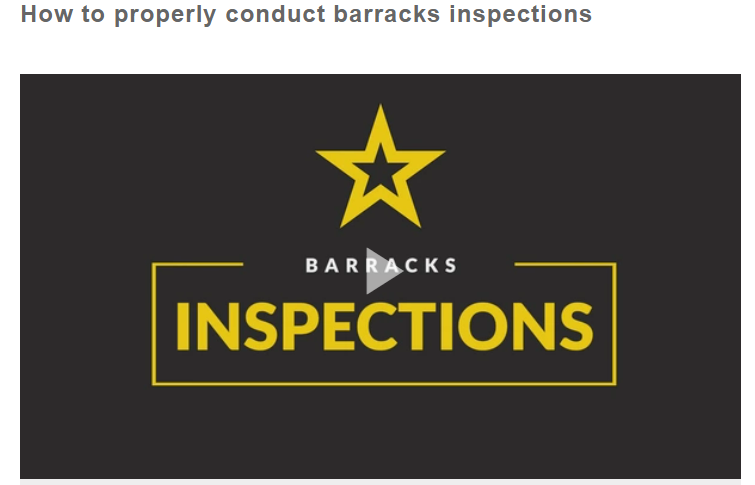 How to properly conduct barracks inspections
BARRACKS
INSPECTIONS